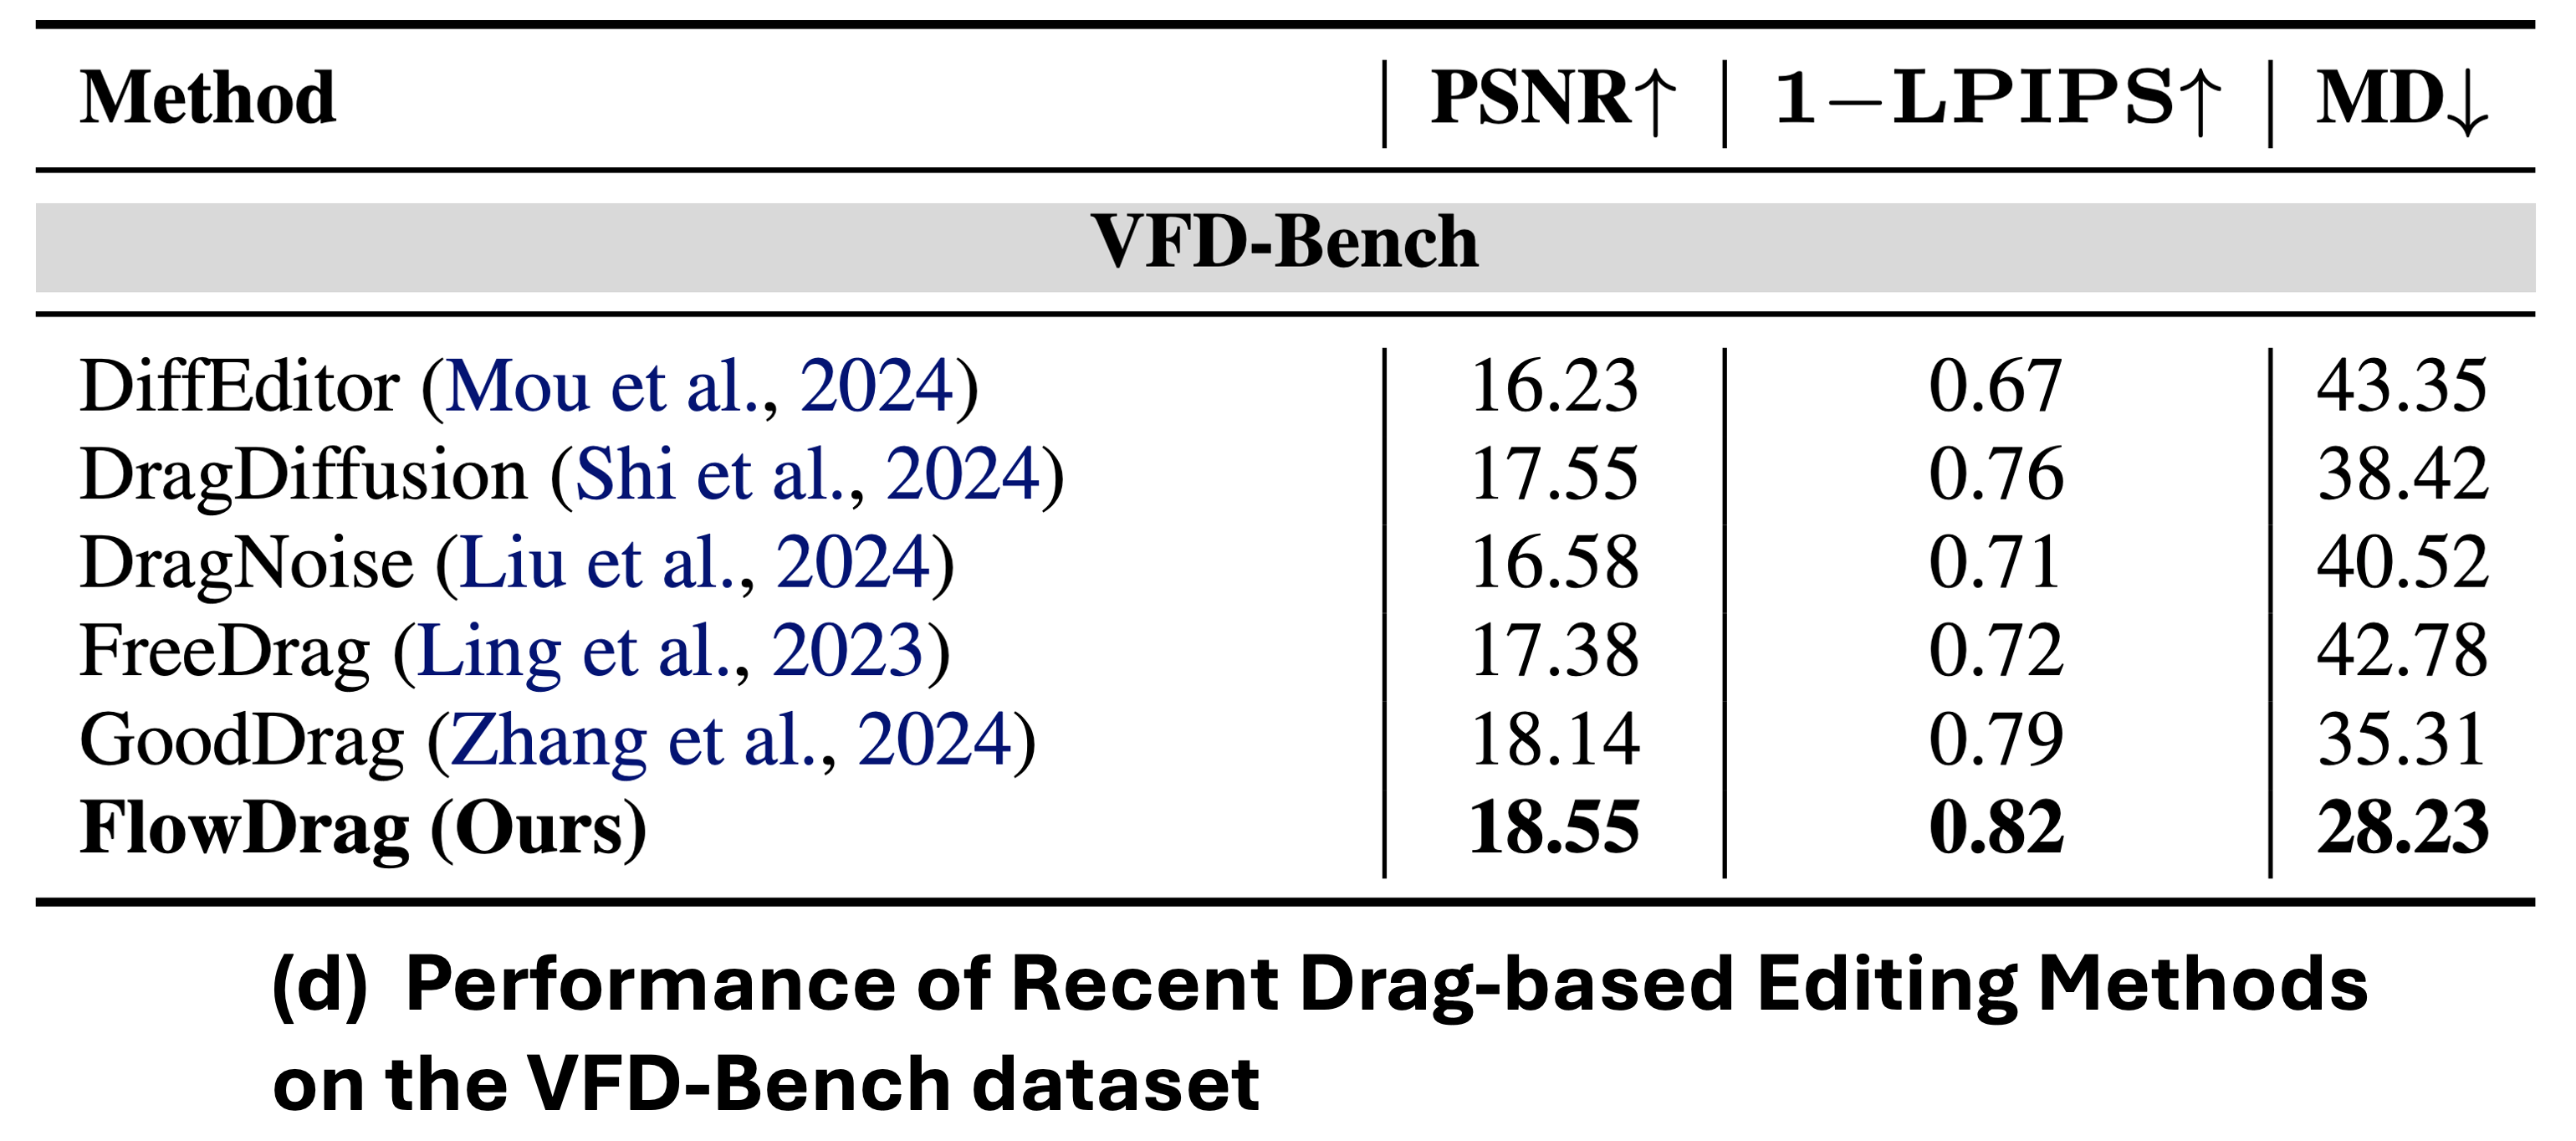 Method PSNR↑ 1−LPIPS↑ MD↓
VFD-Bench
DiffEditor (Mou et al., 2024) 16.23 0.67 43.35
DragDiffusion (Shi et al., 2024) 17.55 0.76 38.42
DragNoise (Liu et al., 2024) 16.58 0.71 40.52
FreeDrag (Ling et al., 2023) 17.38 0.72 42.78
GoodDrag (Zhang et al., 2024) 18.14 0.79 35.31
FlowDrag (Ours) 18.55 0.82 28.23
(d) Performance of Recent Drag-based Editing Methods
on the VFD-Bench dataset